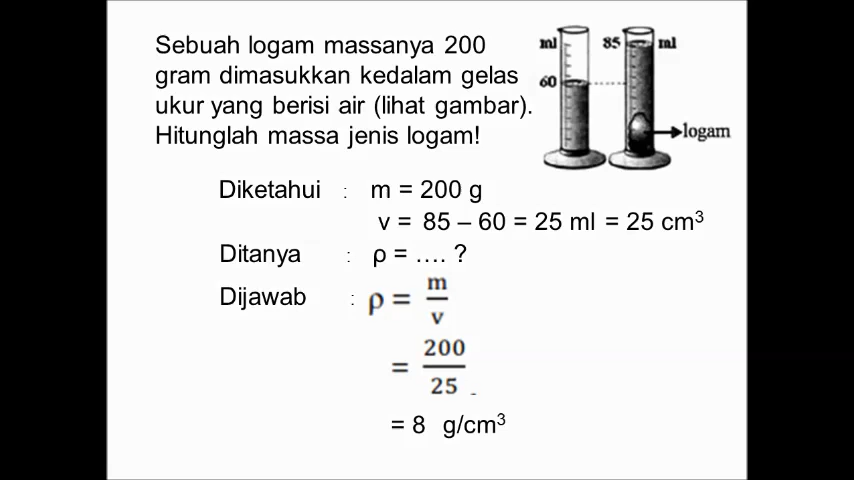 Sebuah logam massanya 200
gram dimasukkan kedalam gelas
ukur yang berisi air (lihat gambar).
Hitunglah massa jenis logam!
ml 85 ml
60
logam
Diketahui : m = 200 g
v = 85 – 60 = 25 ml = 25 cm³
Ditanya : ρ = …. ?
Dijawab : ρ = m/v
= 200/25
= 8 g/cm³